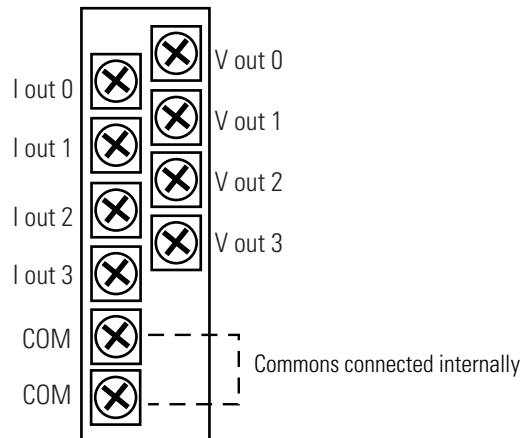 I out 0
V out 0
I out 1
V out 1
I out 2
V out 2
I out 3
V out 3
COM
COM
Commons connected internally